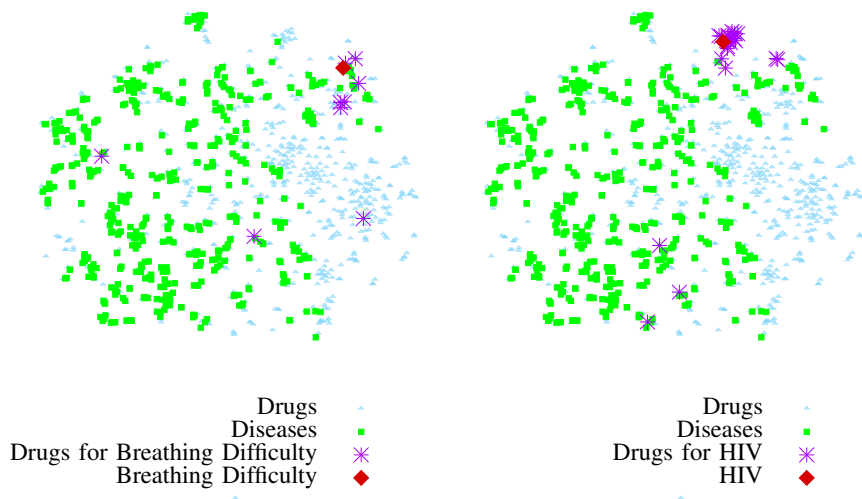 Drugs
Diseases
Drugs for Breathing Difficulty
Breathing Difficulty
Drugs
Diseases
Drugs for HIV
HIV